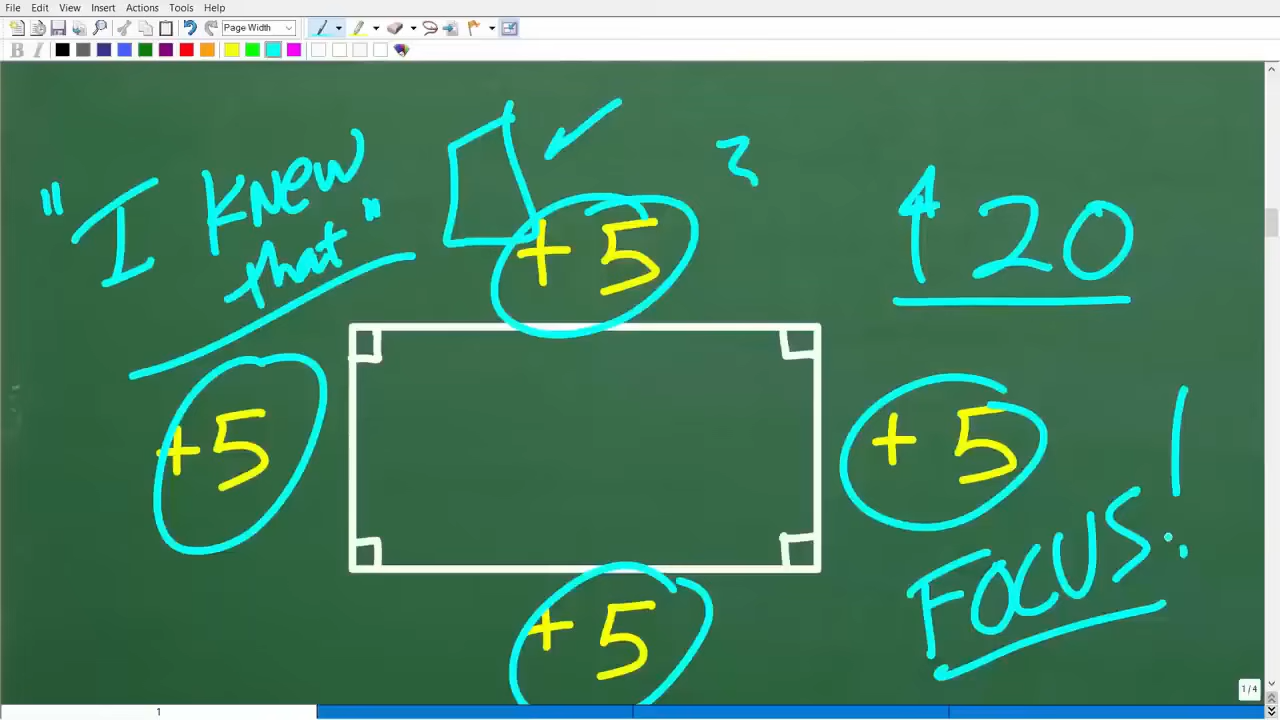 File Edit View Insert Actions Tools Help
Page Width
B I
"I Knew
that"
+5
420
+5
+5
FOCUS!
+5
1/4
1